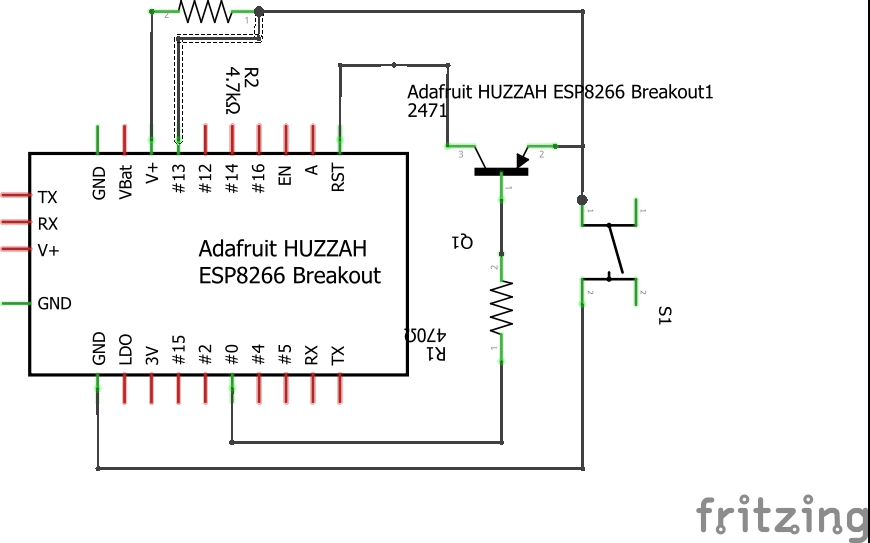 2
1
R2
4.7kΩ
Adafruit HUZZAH ESP8266 Breakout1
2471
GND
VBat
V+
#13
#12
#14
#16
EN
A
RST
3
2
1
TX
RX
V+
GND
Adafruit HUZZAH
ESP8266 Breakout
Q1
2
1
R1
470Ω
1
1
2
2
S1
GND
LDO
3V
#15
#2
#0
#4
#5
RX
TX
fritzing